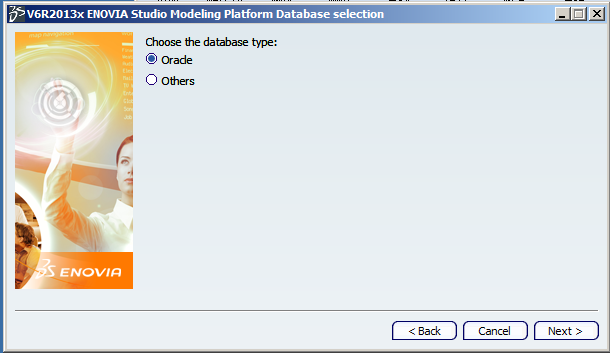 V6R2013x ENOVIA Studio Modeling Platform Database selection
Choose the database type:
Oracle
Others
ENOVIA
< Back
Cancel
Next >